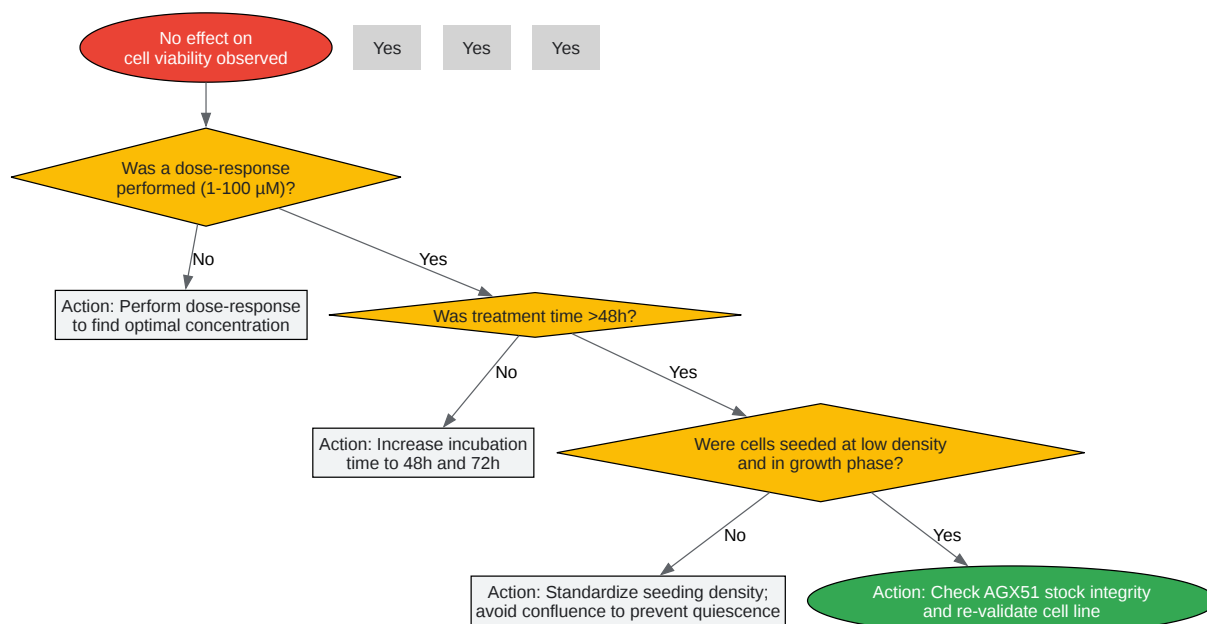 No effect on
cell viability observed
Yes
Yes
Yes
Was a dose-response
performed (1-100 µM)?
No
Yes
Action: Perform dose-response
to find optimal concentration
Was treatment time >48h?
No
Yes
Action: Increase incubation
time to 48h and 72h
Were cells seeded at low density
and in growth phase?
No
Yes
Action: Standardize seeding density;
avoid confluence to prevent quiescence
Action: Check AGX51 stock integrity
and re-validate cell line